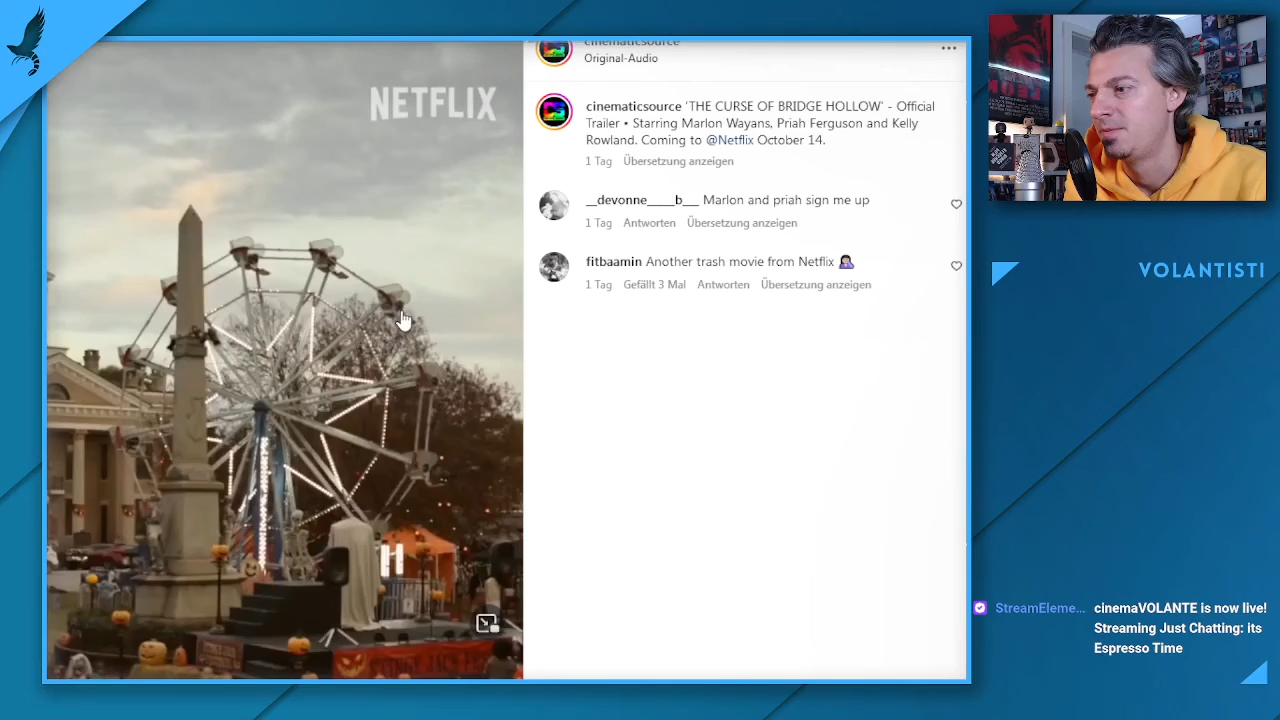 NETFLIX
cinematicsource
Original-Audio
cinematicsource 'THE CURSE OF BRIDGE HOLLOW' - Official
Trailer • Starring Marlon Wayans, Priah Ferguson and Kelly
Rowland. Coming to @Netflix October 14.
1 Tag Übersetzung anzeigen
__devonne____b__ Marlon and priah sign me up
1 Tag Antworten Übersetzung anzeigen
fitbaamin Another trash movie from Netflix 🤦🏻‍♀️
1 Tag Gefällt 3 Mal Antworten Übersetzung anzeigen
VOLANTISTI
StreamEleme... cinemaVOLANTE is now live!
Streaming Just Chatting: its
Espresso Time